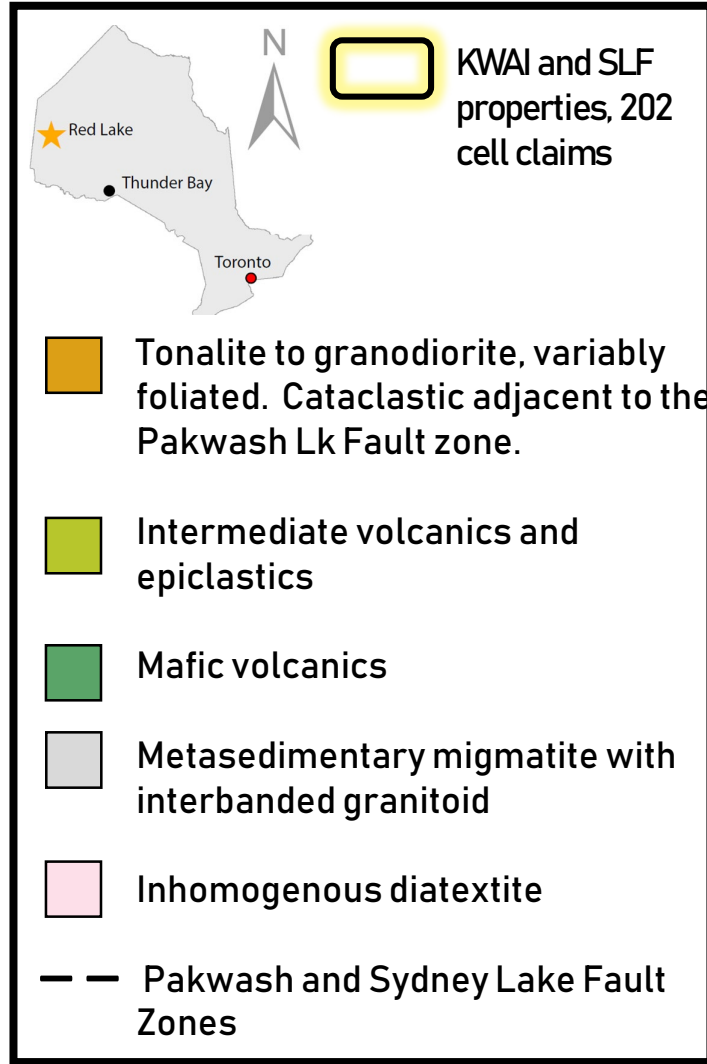 N
KWAI and SLF
properties, 202
cell claims
Red Lake
Thunder Bay
Toronto
Tonalite to granodiorite, variably
foliated. Cataclastic adjacent to the
Pakwash Lk Fault zone.
Intermediate volcanics and
epiclastics
Mafic volcanics
Metasedimentary migmatite with
interbanded granitoid
Inhomogenous diatextite
Pakwash and Sydney Lake Fault
Zones